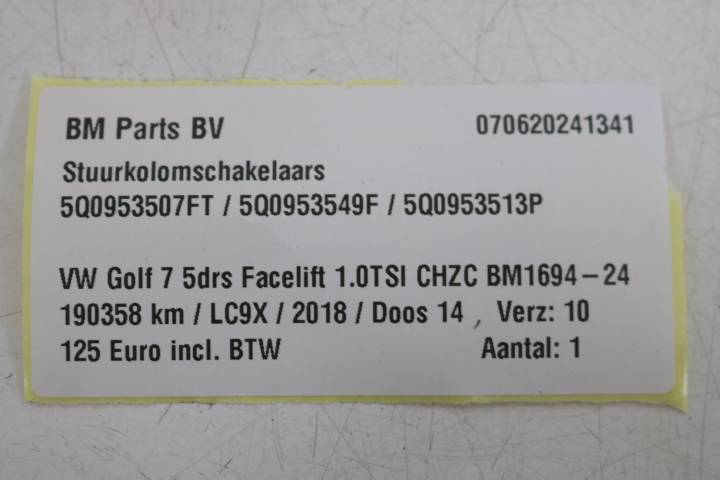 BM Parts BV 070620241341
Stuurkolomschakelaars
5Q0953507FT / 5Q0953549F / 5Q0953513P
VW Golf 7 5drs Facelift 1.0TSI CHZC BM1694-24
190358 km / LC9X / 2018 / Doos 14 , Verz: 10
125 Euro incl. BTW Aantal: 1